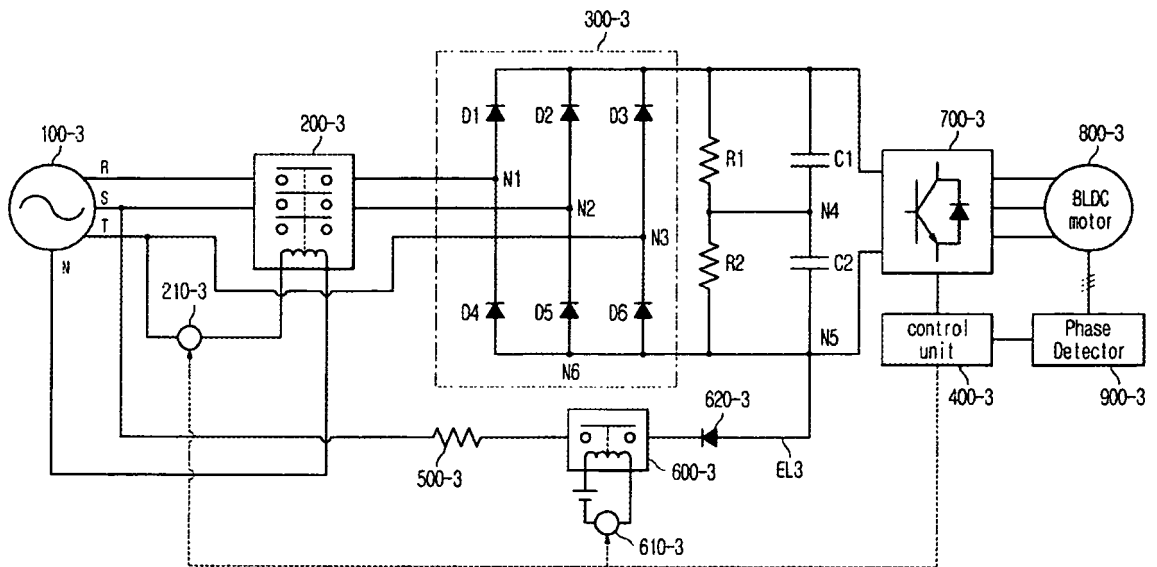 300-3
100-3
R
S
T
N
200-3
210-3
D1
D2
D3
N1
N2
N3
D4
D5
D6
N6
R1
R2
C1
C2
N4
N5
700-3
800-3
BLDC
motor
control
unit
400-3
Phase
Detector
900-3
500-3
600-3
610-3
620-3
EL3